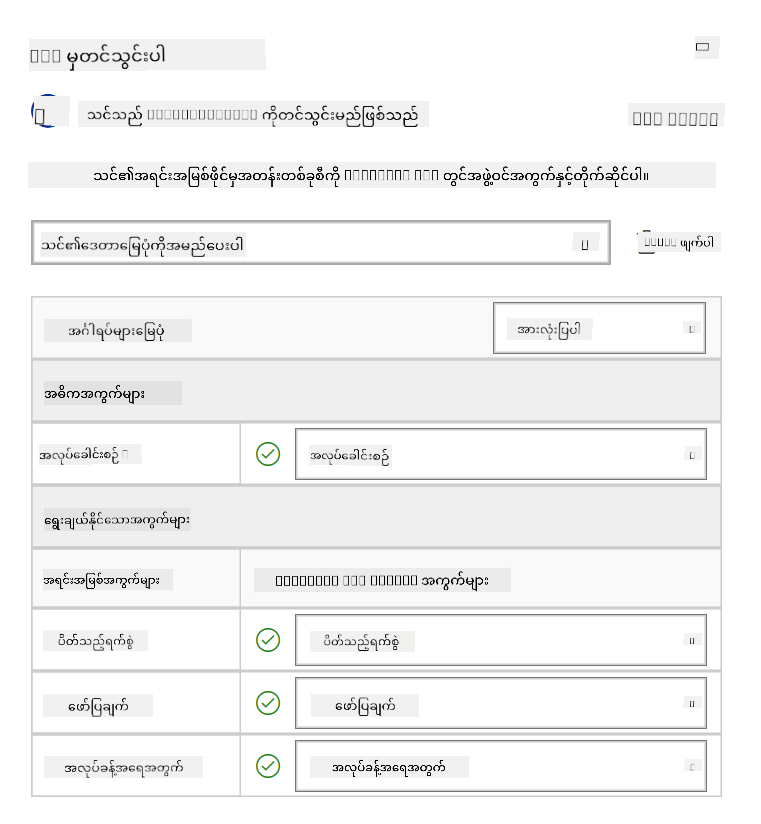 မှတင်သွင်းပါ
သင်သည် ကိုတင်သွင်းမည်ဖြစ်သည်
သင်၏အရင်းအမြစ်ဖိုင်မှအတန်းတစ်ခုစီကို တွင်အဖွဲ့ဝင်အကွက်နှင့်တိုက်ဆိုင်ပါ။
သင်၏ဒေတာမြေပုံကိုအမည်ပေးပါ ဖျက်ပါ
အင်္ဂါရပ်များမြေပုံ အားလုံးပြပါ
အဓိကအကွက်များ
အလုပ်ခေါင်းစဉ် အလုပ်ခေါင်းစဉ်
ရွေးချယ်နိုင်သောအကွက်များ
အရင်းအမြစ်အကွက်များ အကွက်များ
ပိတ်သည့်ရက်စွဲ ပိတ်သည့်ရက်စွဲ
ဖော်ပြချက် ဖော်ပြချက်
အလုပ်ခန့်အရေအတွက် အလုပ်ခန့်အရေအတွက်